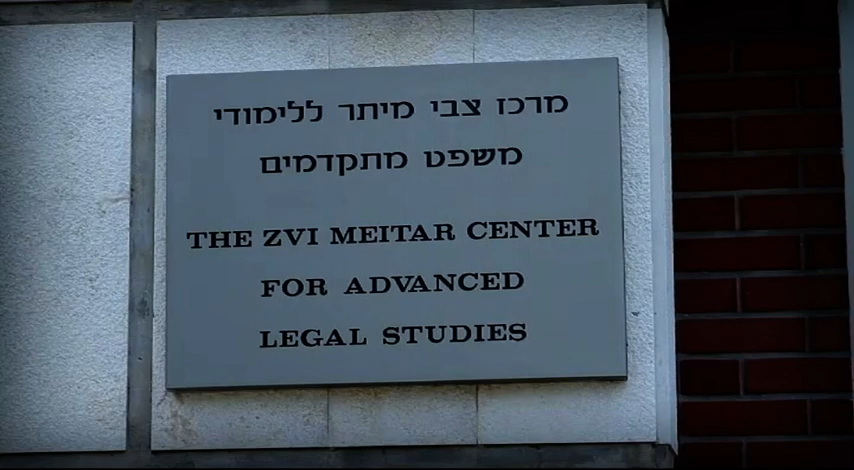 מרכז צבי מיתר ללימודי
משפט מתקדמים
THE ZVI MEITAR CENTER
FOR ADVANCED
LEGAL STUDIES